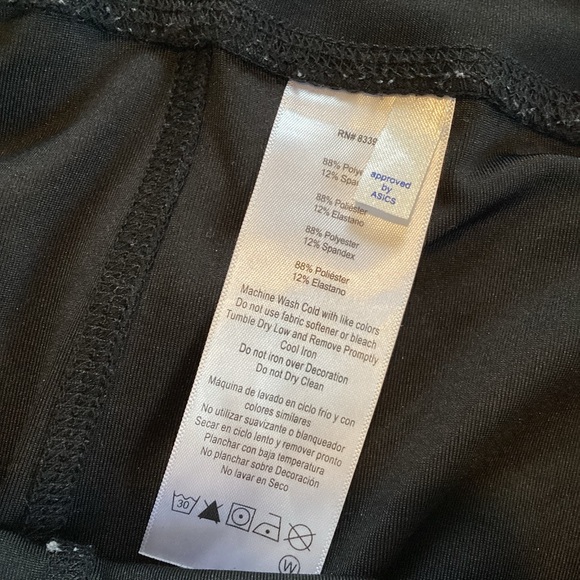 RN# 8339
approved
by
ASICS
88%
12%
88% Poliéster
12% Elastano
88% Polyester
12% Spandex
88% Poliéster
12% Elastano
Machine Wash Cold with like colors
Do not use fabric softener or bleach
Tumble Dry Low and Remove Promptly
Cool Iron
Do not iron over Decoration
Do not Dry Clean
Máquina de lavado en ciclo frío y con
colores similares
No utilizar suavizante o blanqueador
Secar en ciclo lento y remover pronto
Planchar con baja temperatura
No planchar sobre Decoración
No lavar en Seco
30
W